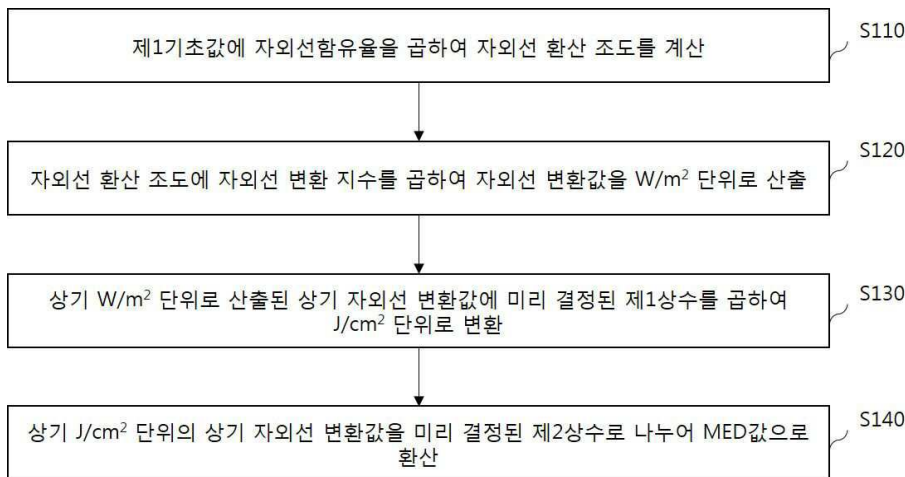 제1기초값에 자외선함유율을 곱하여 자외선 환산 조도를 계산
S110
자외선 환산 조도에 자외선 변환 지수를 곱하여 자외선 변환값을 W/m² 단위로 산출
S120
상기 W/m² 단위로 산출된 상기 자외선 변환값에 미리 결정된 제1상수를 곱하여
J/cm² 단위로 변환
S130
상기 J/cm² 단위의 상기 자외선 변환값을 미리 결정된 제2상수로 나누어 MED값으로
환산
S140